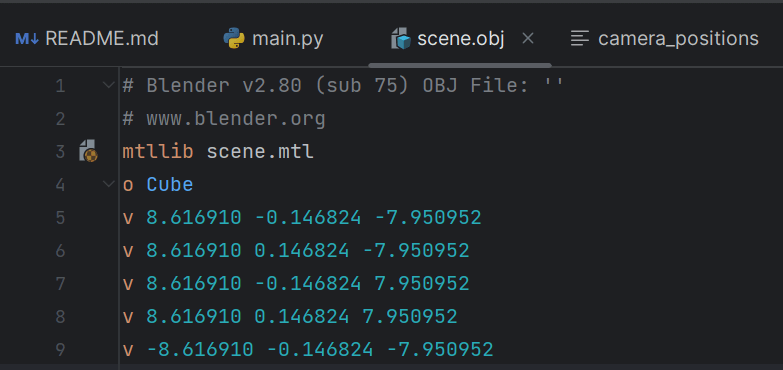 M↓ README.md main.py scene.obj × camera_positions
1 # Blender v2.80 (sub 75) OBJ File: ''
2 # www.blender.org
3 mtllib scene.mtl
4 o Cube
5 v 8.616910 -0.146824 -7.950952
6 v 8.616910 0.146824 -7.950952
7 v 8.616910 -0.146824 7.950952
8 v 8.616910 0.146824 7.950952
9 v -8.616910 -0.146824 -7.950952